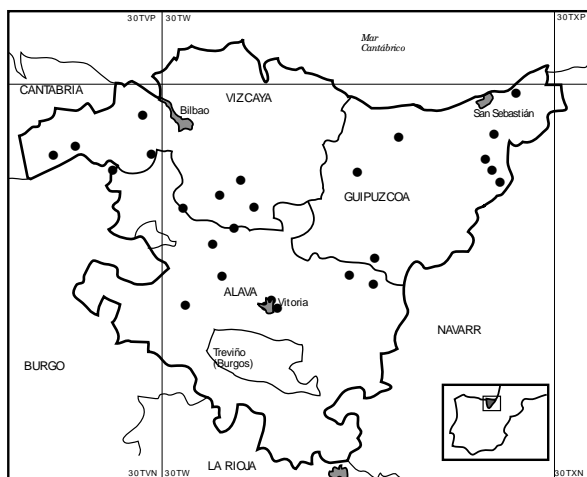 30TVP 30TW 30TXP
Mar
Cantábrico
CANTABRIA
VIZCAYA
Bilbao
San Sebastián
GUIPUZCOA
ALAVA
Vitoria
NAVARR
Treviño
(Burgos)
BURGO
LA RIOJA
30TVN 30TW 30TXN